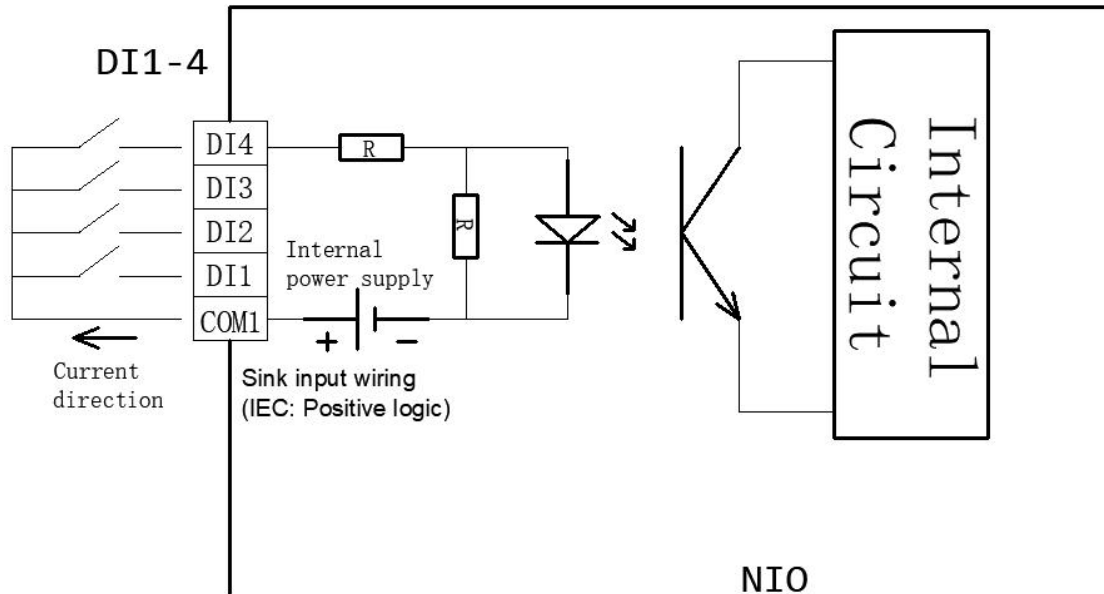 DI1-4
DI4
R
DI3
R
DI2
Internal
power supply
DI1
COM1
+
-
Current
direction
Sink input wiring
(IEC: Positive logic)
Internal
Circuit
NIO